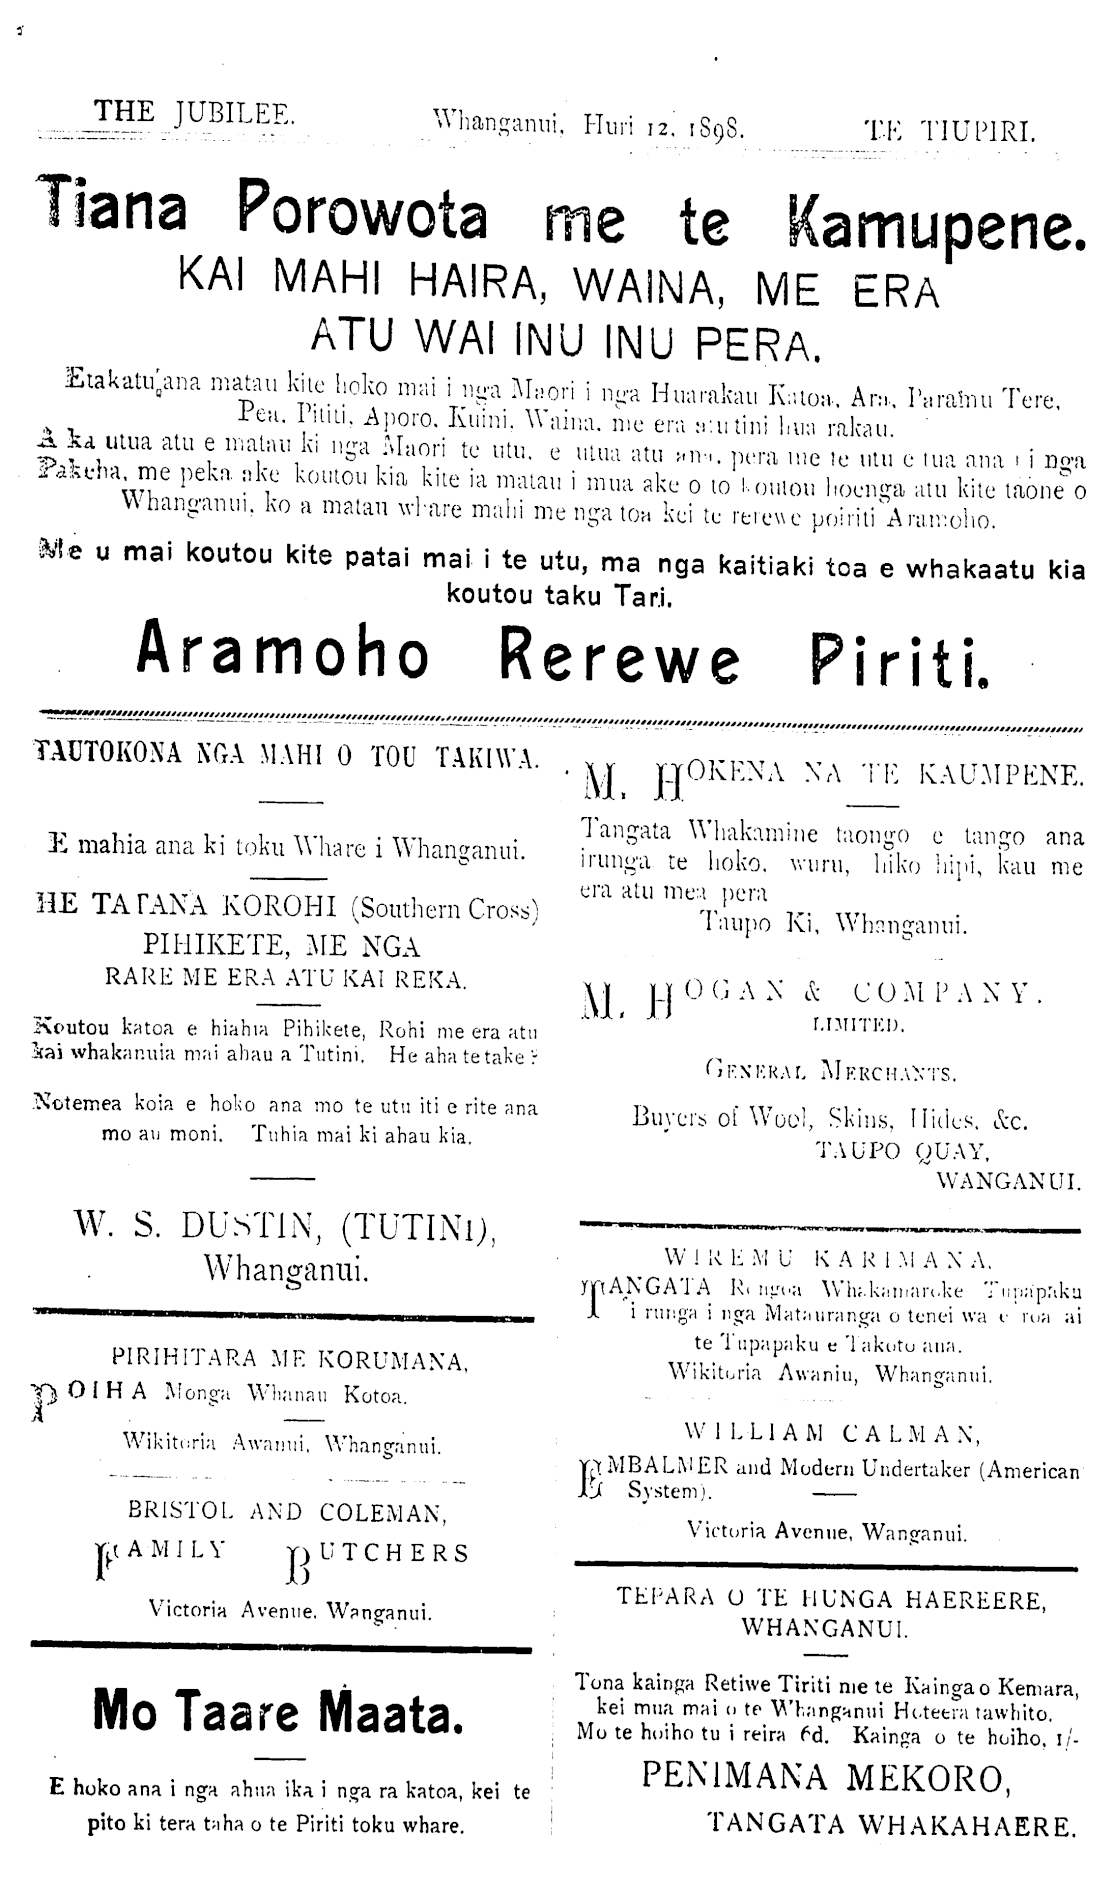 THE JUBILEE.
Whanganui, Huri 12, 1898.
TE TIUPIRI.
Tiana Porowota me te Kamupene.
KAI MAHI HAIRA, WAINA, ME ERA
ATU WAI INU INU PERA.
Etakatu ana matau kite hoko mai i nga Maori i nga Huarakau Katoa, Ara, Paraimu Tere,
Pea, Pititi, Aporo, Kuini, Waina, me era atu tini hua rakau.
A ka utua atu e matau ki nga Maori te utu, e utua atu ana, pera me te utu e tua ana i nga
Pakeha, me peka ake koutou kia kite ia matau i mua ake o to koutou hoenga atu kite taone o
Whanganui, ko a matau whare mahi me nga toa kei te rerewe poiriti Aramoho.
Me u mai koutou kite patai mai i te utu, ma nga kaitiaki toa e whakaatu kia
koutou taku Tari.
Aramoho Rerewe Piriti.
TAUTOKONA NGA MAHI O TOU TAKIWA.
E mahia ana ki toku Whare i Whanganui.
HE TATANA KOROHI (Southern Cross)
PIHIKETE, ME NGA
RARE ME ERA ATU KAI REKA.
Koutou katoa e hiahia Pihikete, Rohi me era atu
kai whakanuia mai ahau a Tutini. He aha te take ?
Notemea koia e hoko ana mo te utu iti e rite ana
mo au moni. Tuhia mai ki ahau kia.
W. S. DUSTIN, (TUTINI),
Whanganui.
PIRIHITARA ME KORUMANA,
POIHA Monga Whanau Kotoa.
Wikitoria Awanui, Whanganui.
BRISTOL AND COLEMAN,
FAMILY BUTCHERS
Victoria Avenue, Wanganui.
Mo Taare Maata.
E hoko ana i nga ahua ika i nga ra katoa, kei te
pito ki tera taha o te Piriti toku whare.
M. HOKENA NA TE KAUMPENE.
Tangata Whakamine taongo e tango ana
irunga te hoko, wuru, hiko hipi, kau me
era atu mea pera
Taupo Ki, Whanganui.
M. HOGAN & COMPANY.
LIMITED.
GENERAL MERCHANTS.
Buyers of Wool, Skins, Hides, &c.
TAUPO QUAY,
WANGANUI.
WIREMU KARIMANA,
TANGATA Rongoa Whakamaroke Tupapaku
i runga i nga Matauranga o tenei wa e roa ai
te Tupapaku e Takoto ana.
Wikitoria Awaniu, Whanganui.
WILLIAM CALMAN,
EMBALMER and Modern Undertaker (American
System).
Victoria Avenue, Wanganui.
TEPARA O TE HUNGA HAEREERE,
WHANGANUI.
Tona kainga Retiwe Tiriti me te Kainga o Kemara,
kei mua mai o te Whanganui Hoteera tawhito.
Mo te hoiho tu i reira 6d. Kainga o te hoiho, 1/-
PENIMANA MEKORO,
TANGATA WHAKAHAERE.